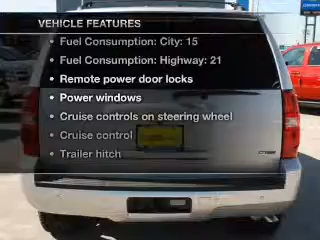 VEHICLE FEATURES
• Fuel Consumption: City: 15
• Fuel Consumption: Highway: 21
• Remote power door locks
• Power windows
• Cruise controls on steering wheel
• Cruise control
• Trailer hitch